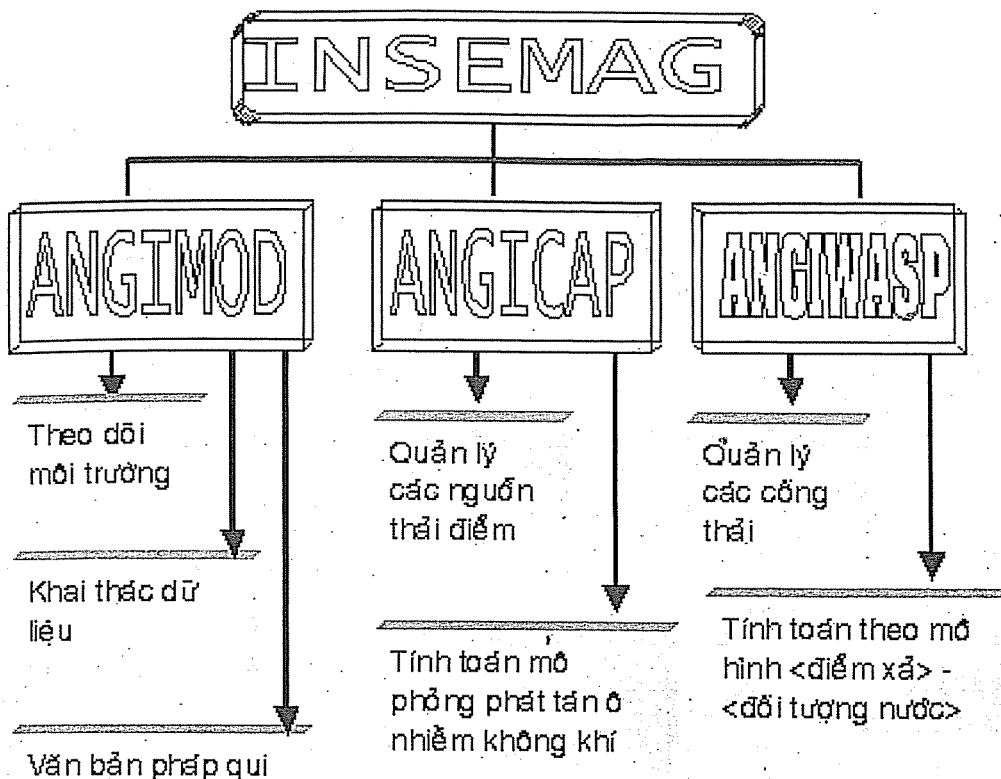 INSEMAG
ANGIMOD
Theo dõi
môi trường
Khai thác dữ
liệu
Văn bản pháp qui
ANGICAP
Quản lý
các nguồn
thải điểm
Tính toán mô
phỏng phát tán ô
nhiễm không khí
ANGIWASP
Quản lý
các cống
thải
Tính toán theo mô
hình <điểm xả> -
<đối tượng nước>